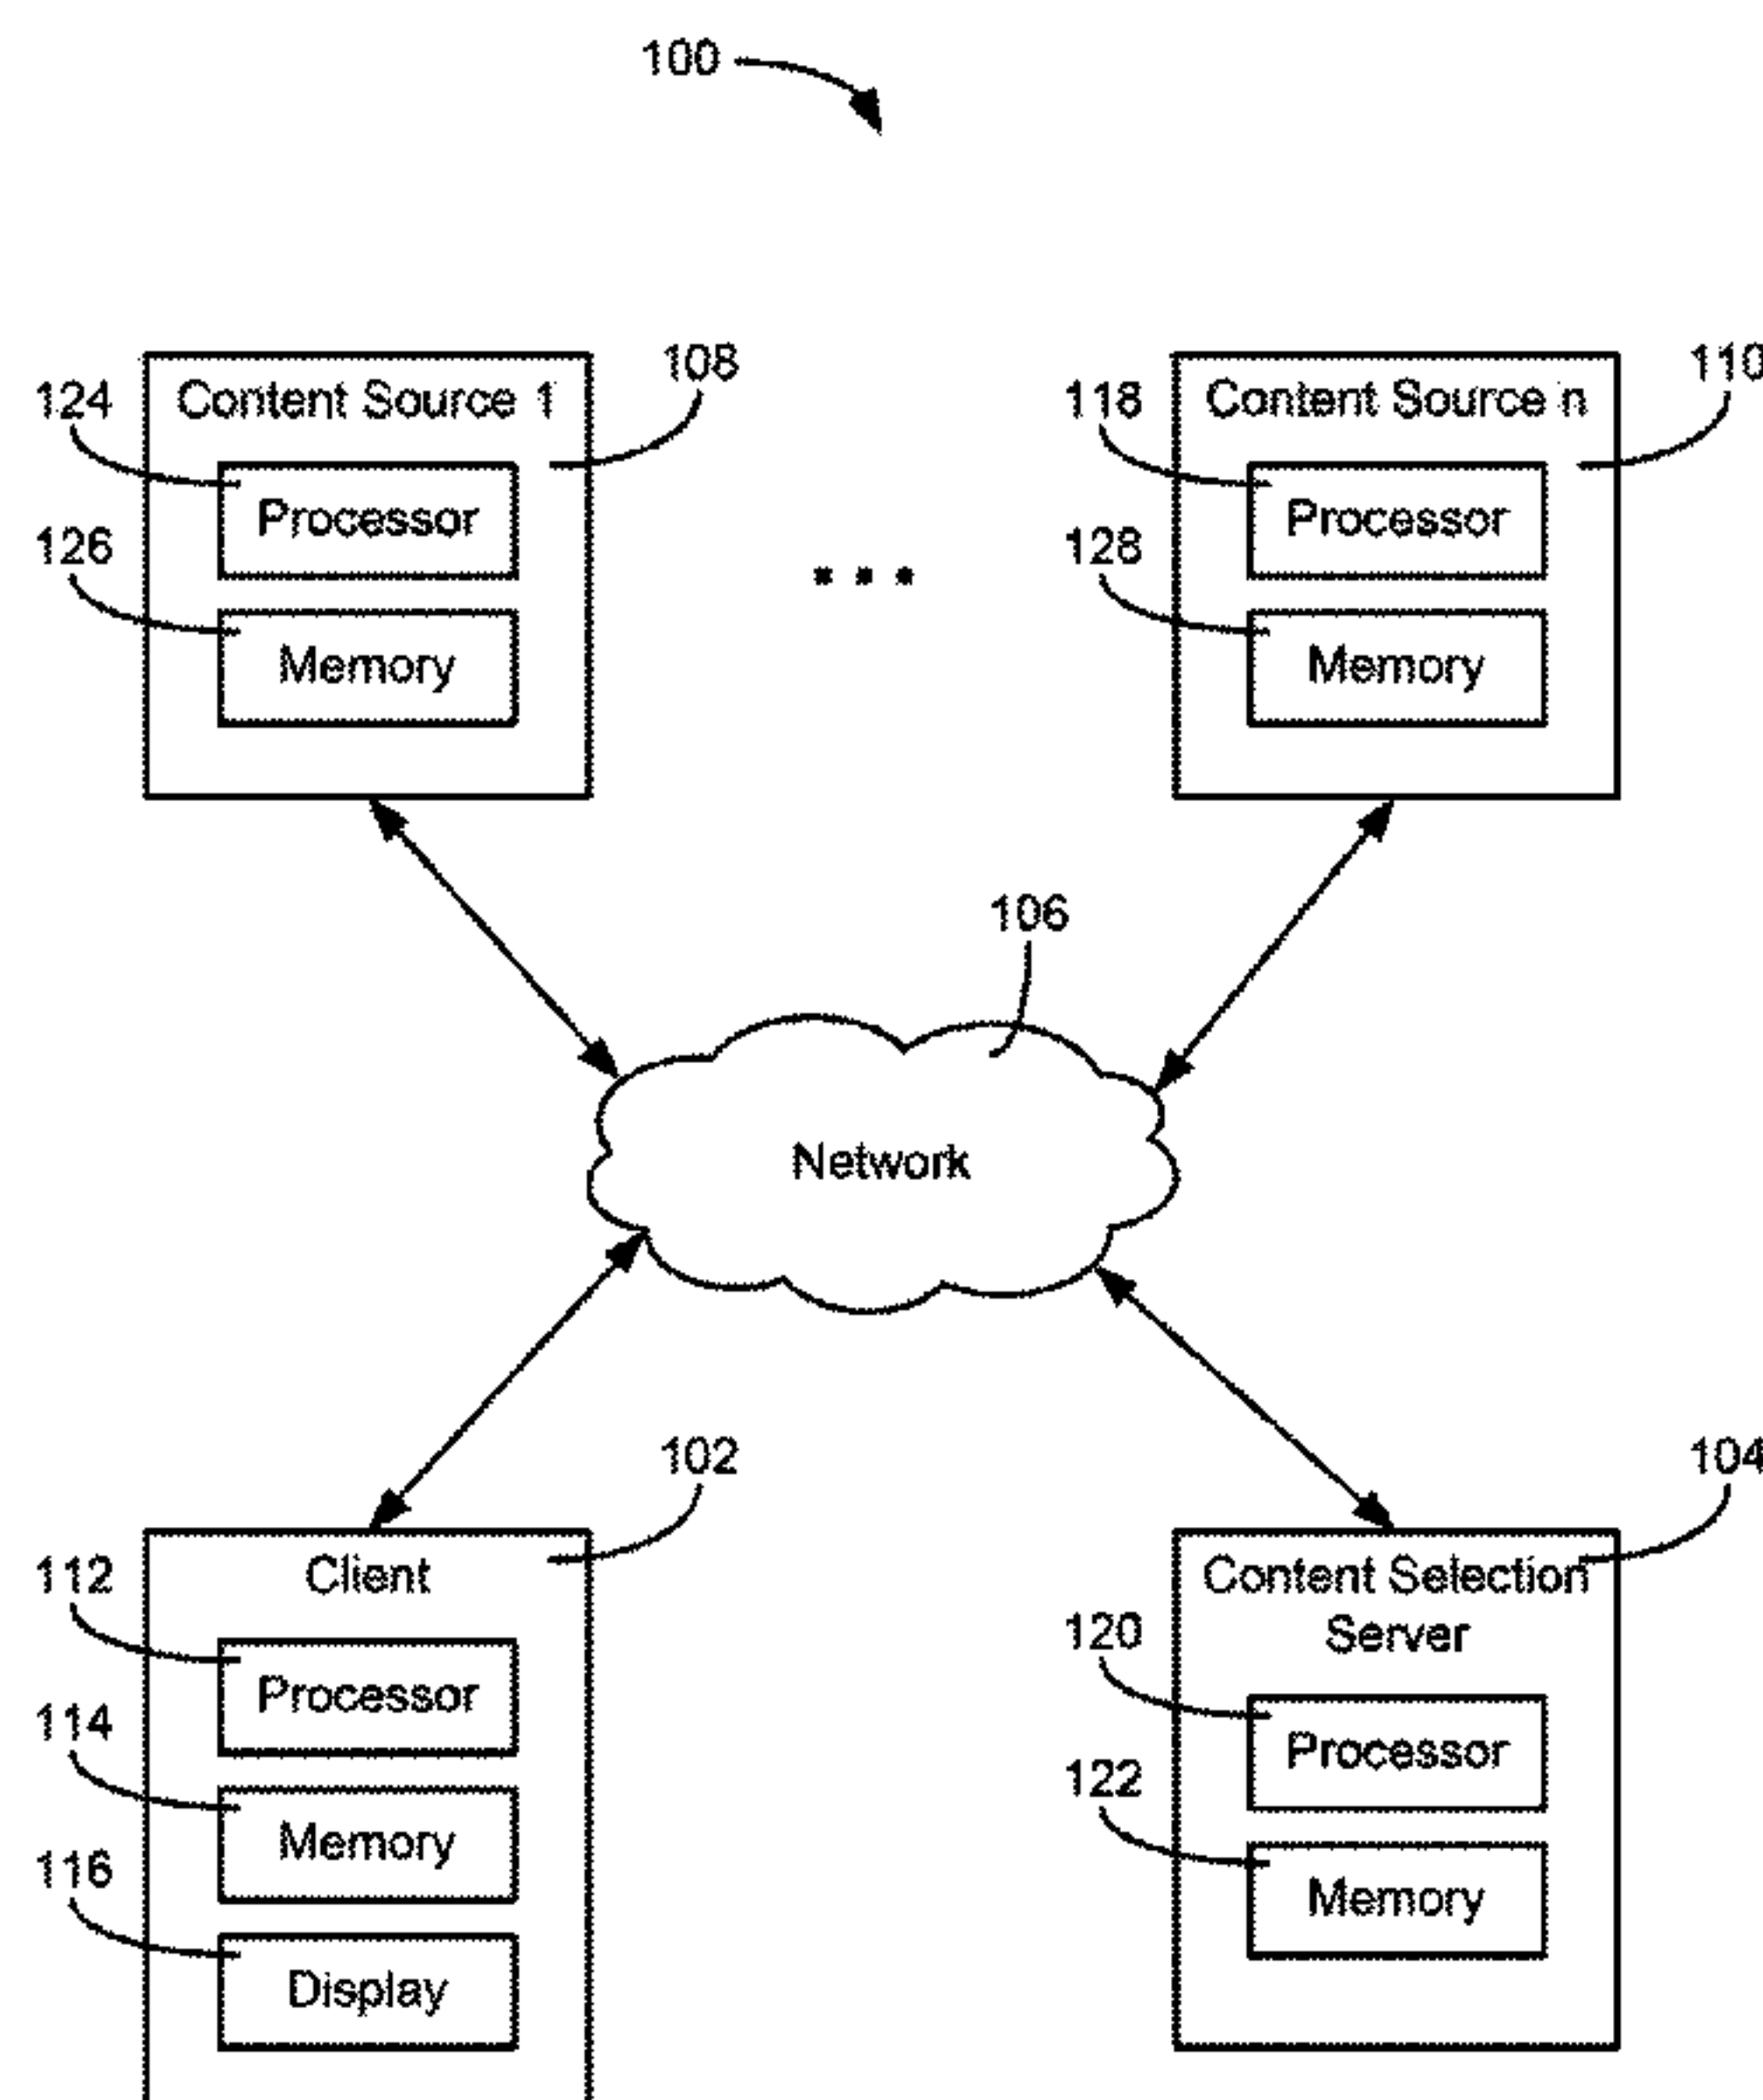 100
108
110
124
Content Source 1
118
Content Source n
Processor
Processor
126
128
Memory
Memory
106
Network
102
104
112
Client
Content Selection
Server
120
Processor
Processor
114
122
Memory
Memory
116
Display